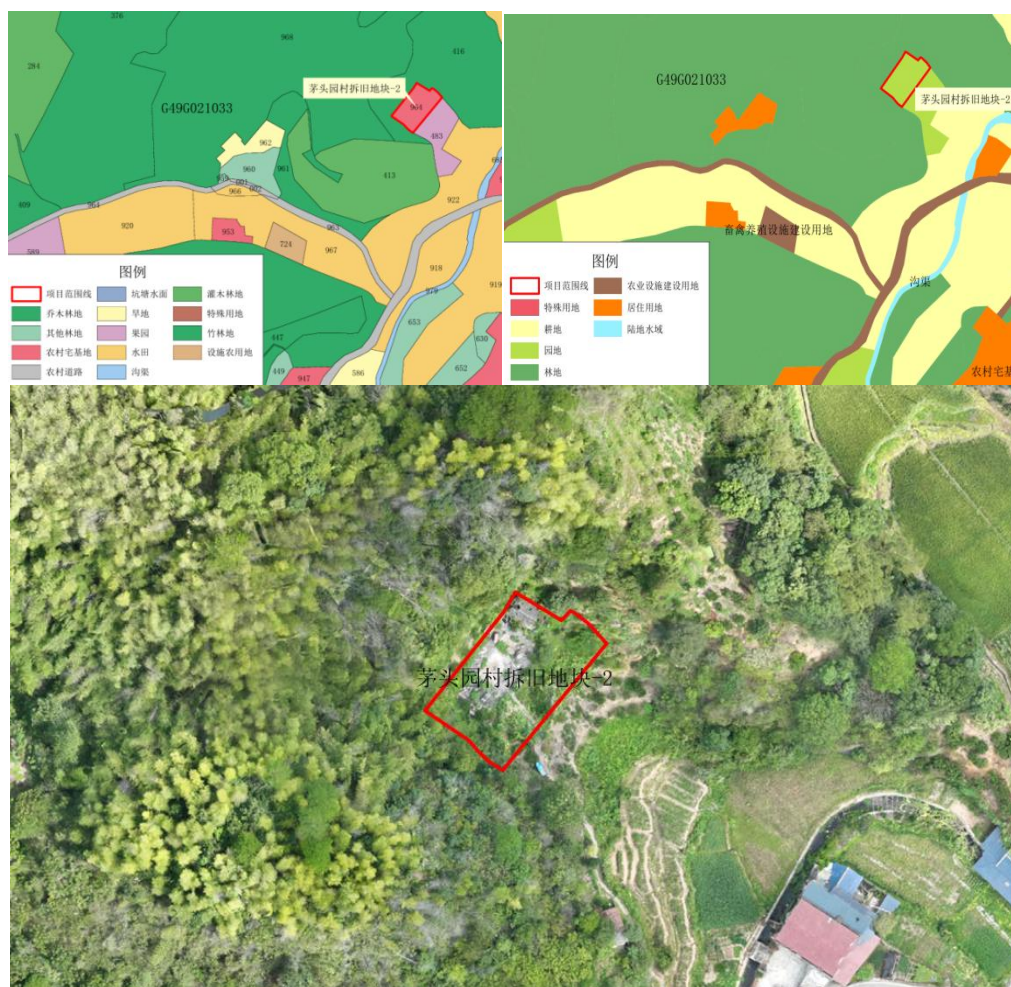 376
966
416
284
茅头园村拆旧地块-2
904
G49G021033
483
962
960
961
413
966
409
964
963
922
920
953
724
967
589
918
979
919
653
447
449
947
586
630
652
图例
项目范围线
坑塘水面
灌木林地
乔木林地
旱地
特殊用地
其他林地
果园
竹林地
农村宅基地
水田
设施农用地
农村道路
沟渠
G49G021033
茅头园村拆旧地块-2
畜禽养殖设施建设用地
沟渠
农村宅基
图例
项目范围线
农业设施建设用地
特殊用地
居住用地
耕地
陆地水域
园地
林地
茅头园村拆旧地块-2